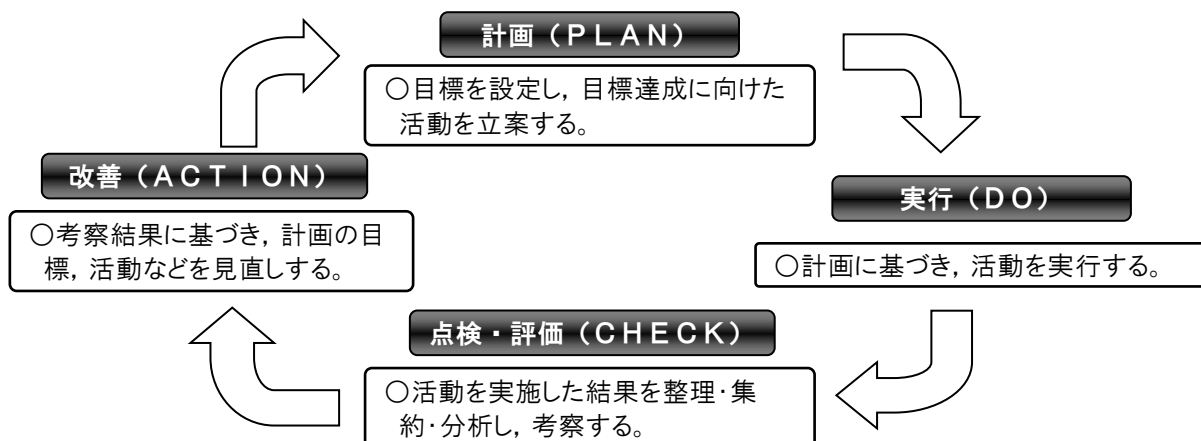 計画（ＰＬＡＮ）
○目標を設定し，目標達成に向けた
活動を立案する。
改善（ＡＣＴＩＯＮ）
○考察結果に基づき，計画の目
標，活動などを見直しする。
実行（ＤＯ）
○計画に基づき，活動を実行する。
点検・評価（ＣＨＥＣＫ）
○活動を実施した結果を整理・集
約・分析し，考察する。